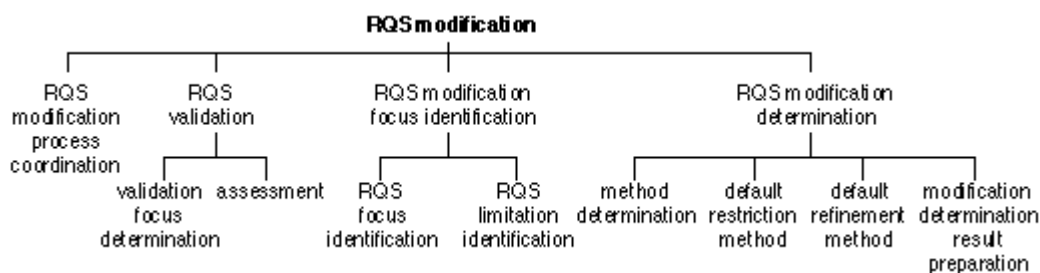 RQS modification
RQS
modification
process
coordination
RQS
validation
RQS modification
focus identification
RQS modification
determination
validation
focus
determination
assessment
RQS
focus
identification
RQS
limitation
identification
method
determination
default
restriction
method
default
refinement
method
modification
determination
result
preparation